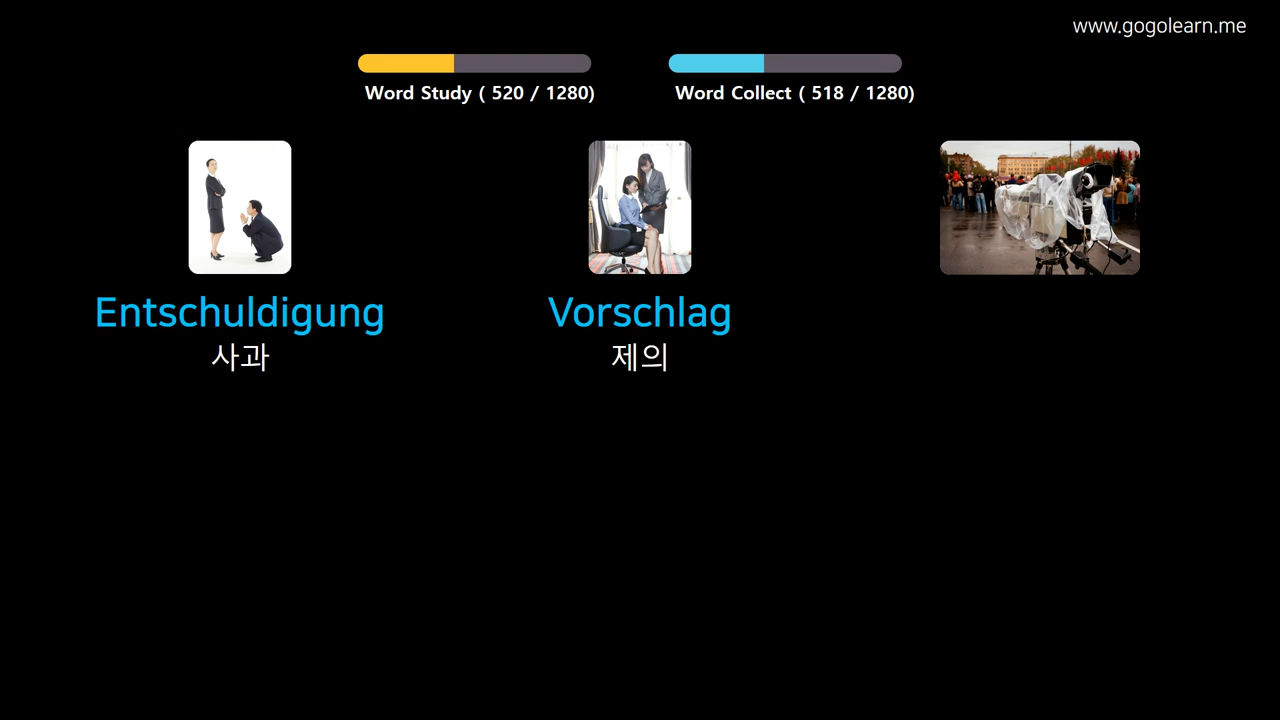 www.gogolearn.me
Word Study ( 520 / 1280)
Word Collect ( 518 / 1280)
Entschuldigung
사과
Vorschlag
제의